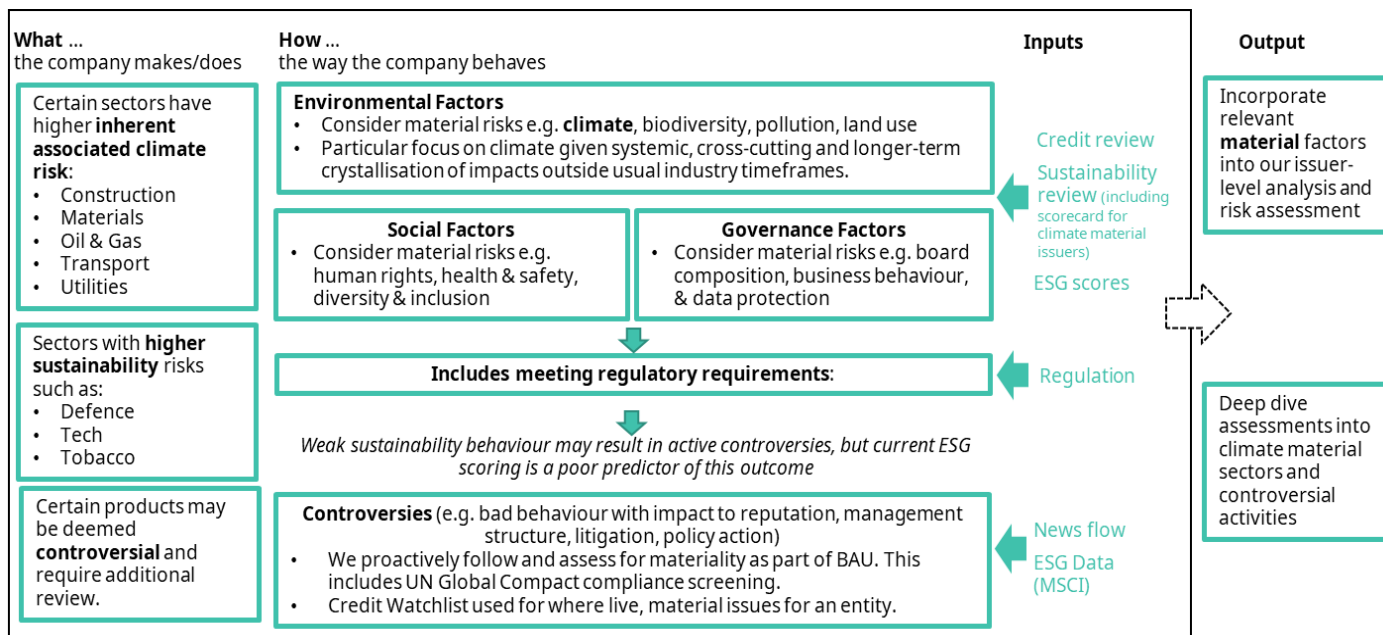 What ...
the company makes/does
Certain sectors have
higher inherent
associated climate
risk:
• Construction
• Materials
• Oil & Gas
• Transport
• Utilities
Sectors with higher
sustainability risks
such as:
• Defence
• Tech
• Tobacco
Certain products may
be deemed
controversial and
require additional
review.
How ...
the way the company behaves
Environmental Factors
• Consider material risks e.g. climate, biodiversity, pollution, land use
• Particular focus on climate given systemic, cross-cutting and longer-term
crystallisation of impacts outside usual industry timeframes.
Social Factors
• Consider material risks e.g.
human rights, health & safety,
diversity & inclusion
Governance Factors
• Consider material risks e.g. board
composition, business behaviour,
& data protection
Includes meeting regulatory requirements:
Weak sustainability behaviour may result in active controversies, but current ESG
scoring is a poor predictor of this outcome
Controversies (e.g. bad behaviour with impact to reputation, management
structure, litigation, policy action)
• We proactively follow and assess for materiality as part of BAU. This
includes UN Global Compact compliance screening.
• Credit Watchlist used for where live, material issues for an entity.
Inputs
Credit review
Sustainability
review (including
scorecard for
climate material
issuers)
ESG scores
Regulation
News flow
ESG Data
(MSCI)
Output
Incorporate
relevant
material factors
into our issuer-
level analysis and
risk assessment
Deep dive
assessments into
climate material
sectors and
controversial
activities